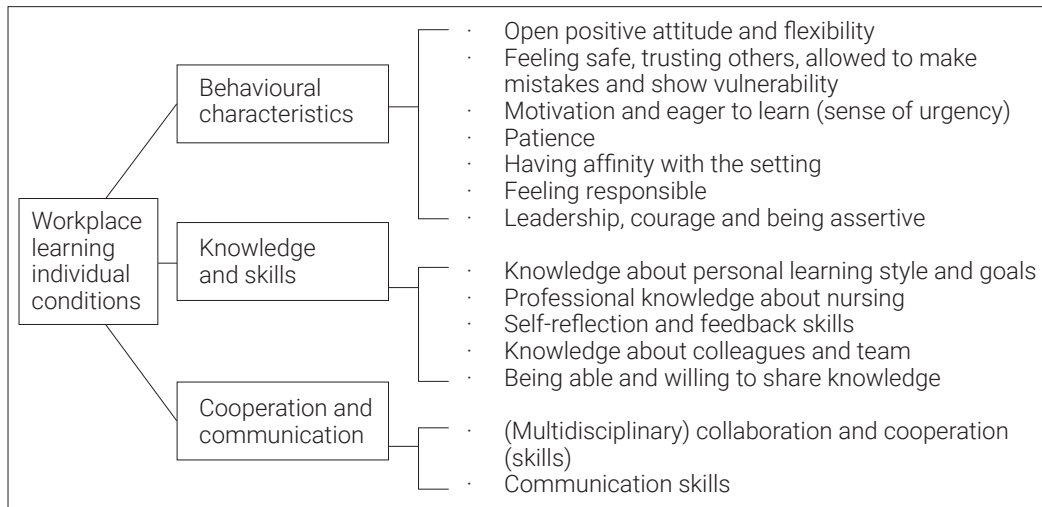 Workplace
learning
individual
conditions
Behavioural
characteristics
· Open positive attitude and flexibility
· Feeling safe, trusting others, allowed to make
mistakes and show vulnerability
· Motivation and eager to learn (sense of urgency)
· Patience
· Having affinity with the setting
· Feeling responsible
· Leadership, courage and being assertive
Knowledge
and skills
· Knowledge about personal learning style and goals
· Professional knowledge about nursing
· Self-reflection and feedback skills
· Knowledge about colleagues and team
· Being able and willing to share knowledge
Cooperation and
communication
· (Multidisciplinary) collaboration and cooperation
(skills)
· Communication skills